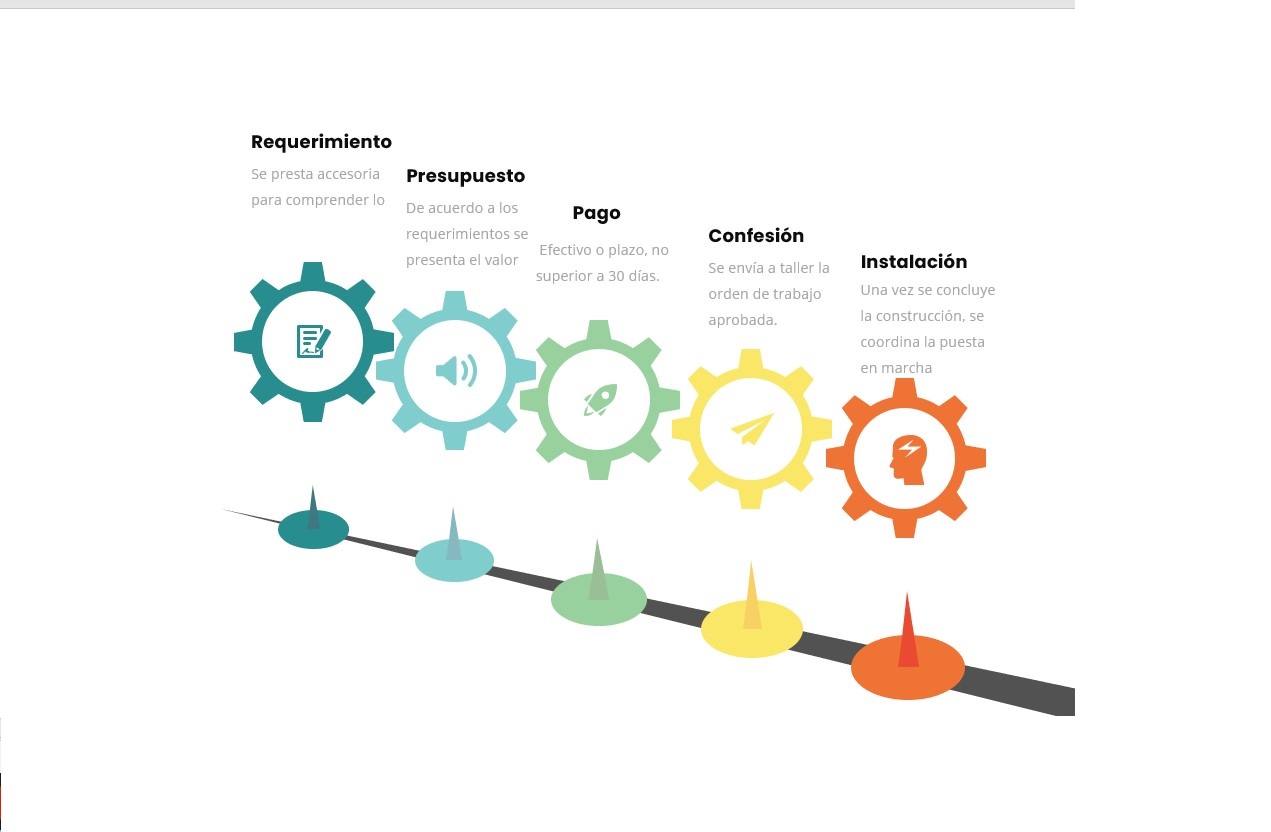 Requerimiento
Se presta accesoria
para comprender lo
Presupuesto
De acuerdo a los
requerimientos se
presenta el valor
Pago
Efectivo o plazo, no
superior a 30 días.
Confesión
Se envía a taller la
orden de trabajo
aprobada.
Instalación
Una vez se concluye
la construcción, se
coordina la puesta
en marcha